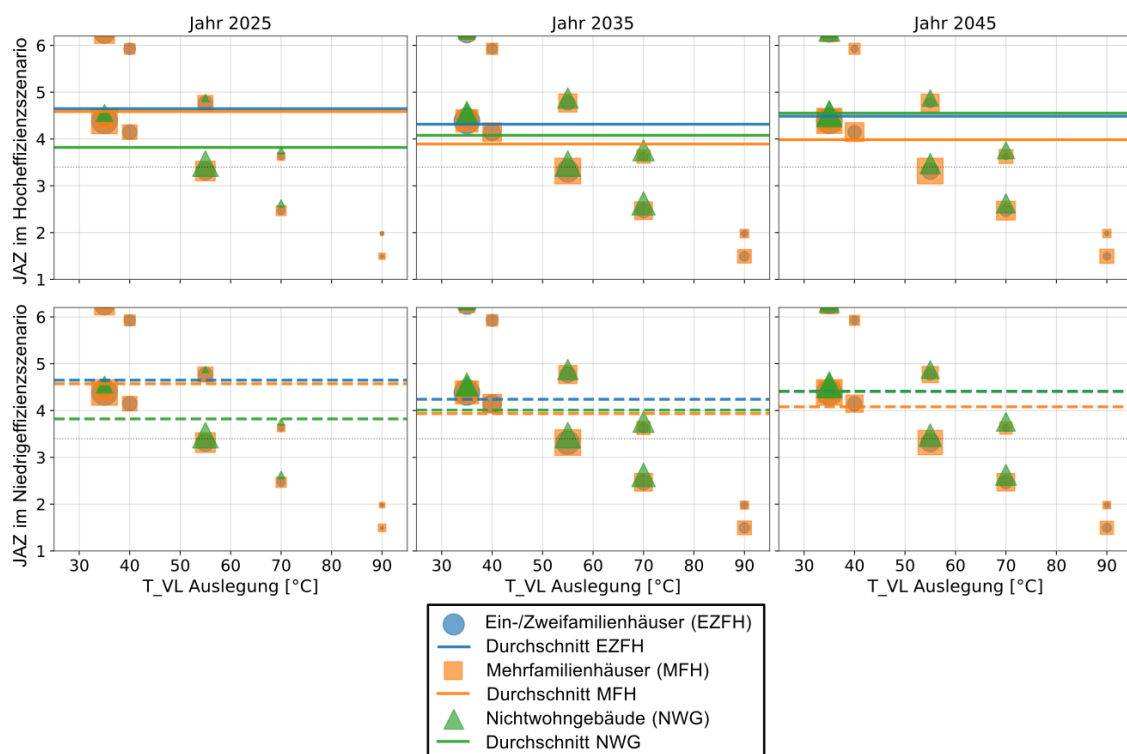 Jahr 2025
Jahr 2035
Jahr 2045
JAZ im Hocheffizienzszenario
6
5
4
3
2
1
JAZ im Niedrigeffizienzszenario
6
5
4
3
2
1
30 40 50 60 70 80 90
30 40 50 60 70 80 90
30 40 50 60 70 80 90
T_VL Auslegung [°C]
T_VL Auslegung [°C]
T_VL Auslegung [°C]
Ein-/Zweifamilienhäuser (EZFH)
Durchschnitt EZFH
Mehrfamilienhäuser (MFH)
Durchschnitt MFH
Nichtwohngebäude (NWG)
Durchschnitt NWG